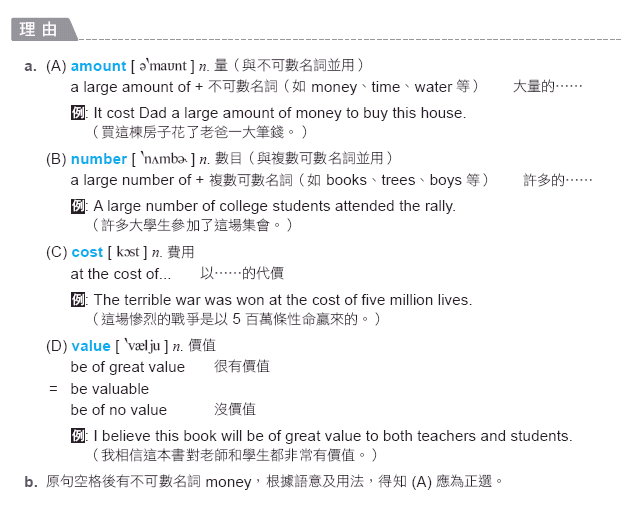 理由
a. (A) amount [ əˋmaʊnt ] n. 量（與不可數名詞並用）
a large amount of + 不可數名詞（如 money、time、water 等） 大量的……
例: It cost Dad a large amount of money to buy this house.
（買這棟房子花了老爸一大筆錢。）
(B) number [ ˋnʌmbɚ ] n. 數目（與複數可數名詞並用）
a large number of + 複數可數名詞（如 books、trees、boys 等） 許多的……
例: A large number of college students attended the rally.
（許多大學生參加了這場集會。）
(C) cost [ kɔst ] n. 費用
at the cost of... 以……的代價
例: The terrible war was won at the cost of five million lives.
（這場慘烈的戰爭是以 5 百萬條性命贏來的。）
(D) value [ ˋvælju ] n. 價值
be of great value 很有價值
= be valuable
be of no value 沒價值
例: I believe this book will be of great value to both teachers and students.
（我相信這本書對老師和學生都非常有價值。）
b. 原句空格後有不可數名詞 money，根據語意及用法，得知 (A) 應為正選。